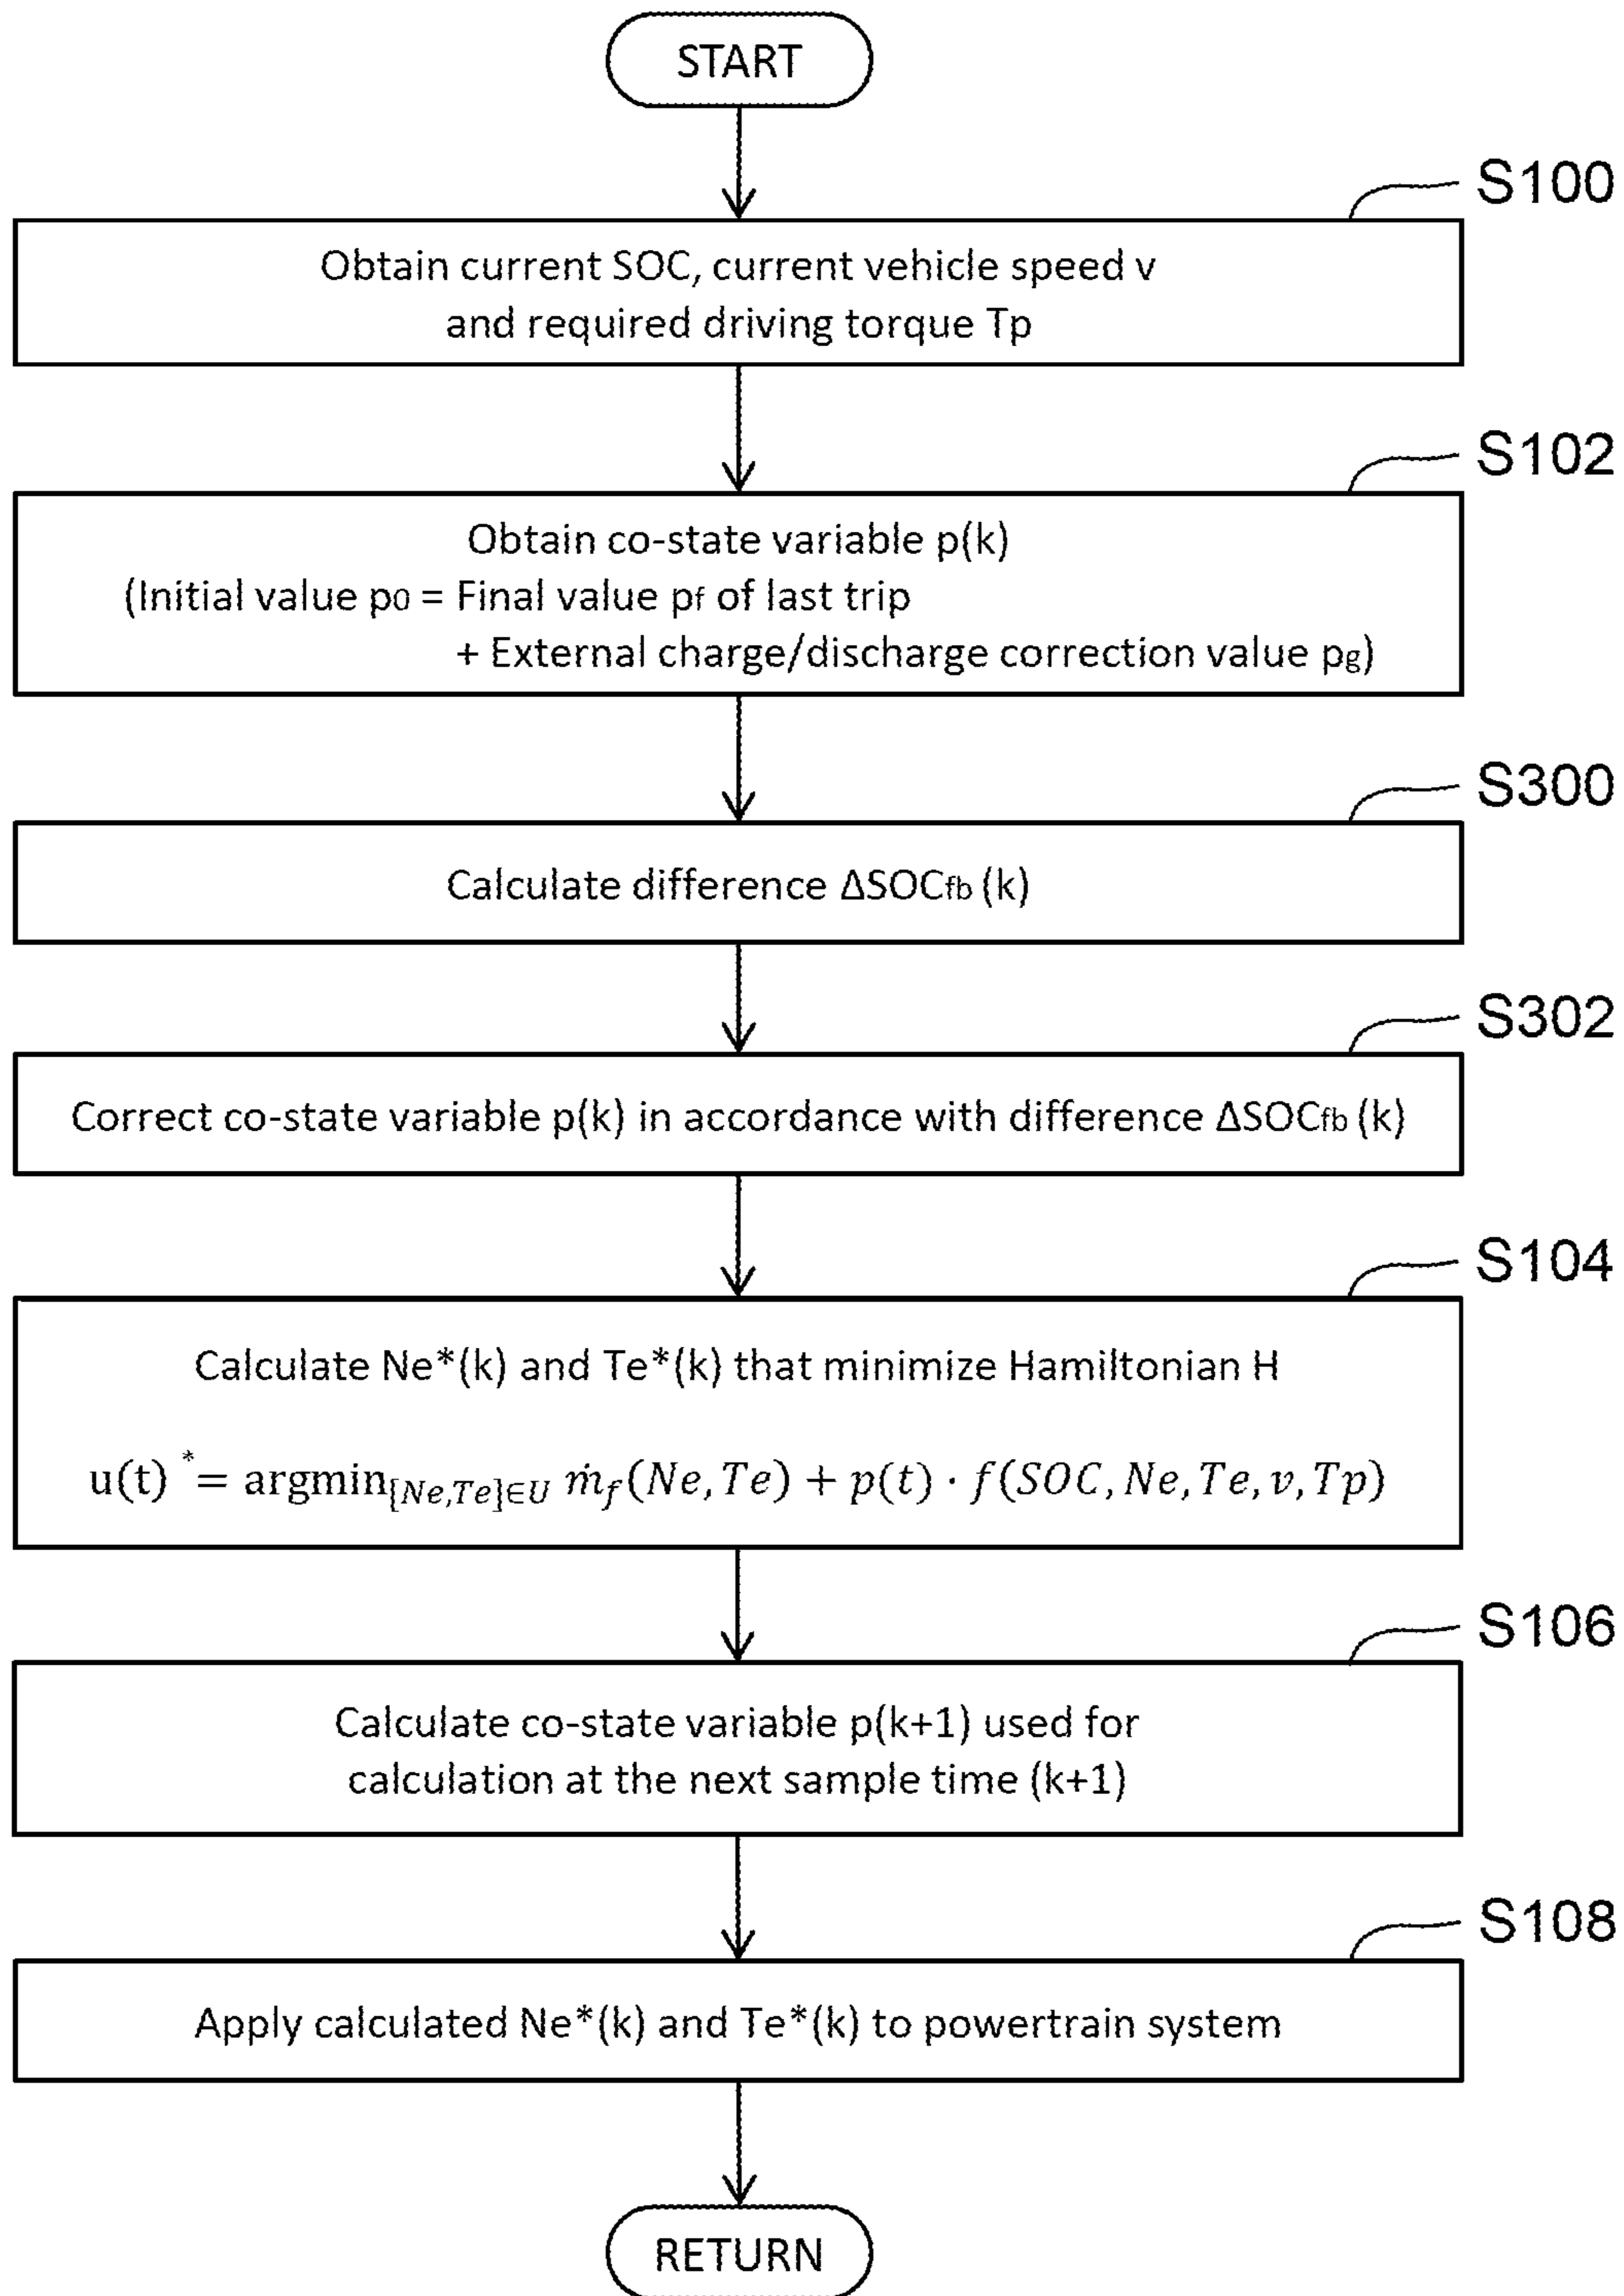 START
S100
Obtain current SOC, current vehicle speed v
and required driving torque Tp
S102
Obtain co-state variable p(k)
(Initial value p0 = Final value pf of last trip
+ External charge/discharge correction value pg)
S300
Calculate difference ΔSOCfb (k)
S302
Correct co-state variable p(k) in accordance with difference ΔSOCfb (k)
S104
Calculate Ne*(k) and Te*(k) that minimize Hamiltonian H
u(t) * = argmin[Ne,Te]∈U ṁf(Ne, Te) + p(t) · f(SOC, Ne, Te, v, Tp)
S106
Calculate co-state variable p(k+1) used for
calculation at the next sample time (k+1)
S108
Apply calculated Ne*(k) and Te*(k) to powertrain system
RETURN